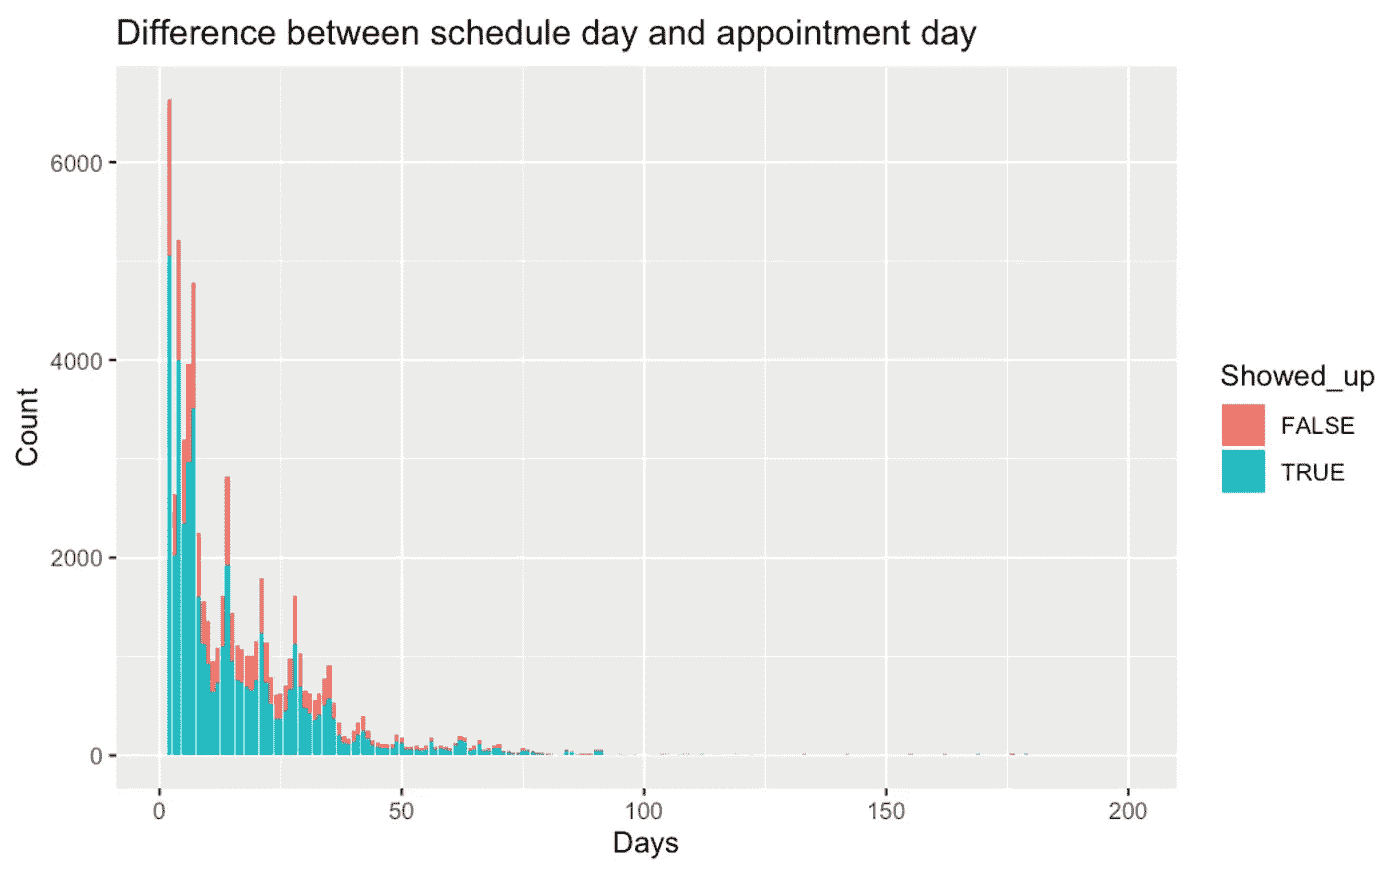 Difference between schedule day and appointment day
6000
4000
2000
0
Count
0 50 100 150 200
Days
Showed_up
FALSE
TRUE